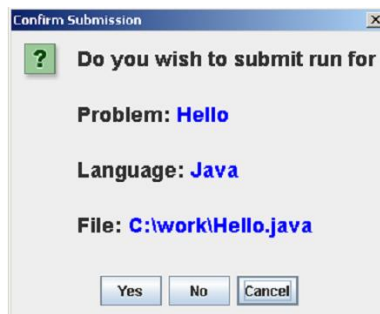 Confirm Submission
Do you wish to submit run for
Problem: Hello
Language: Java
File: C:\work\Hello.java
Yes No Cancel